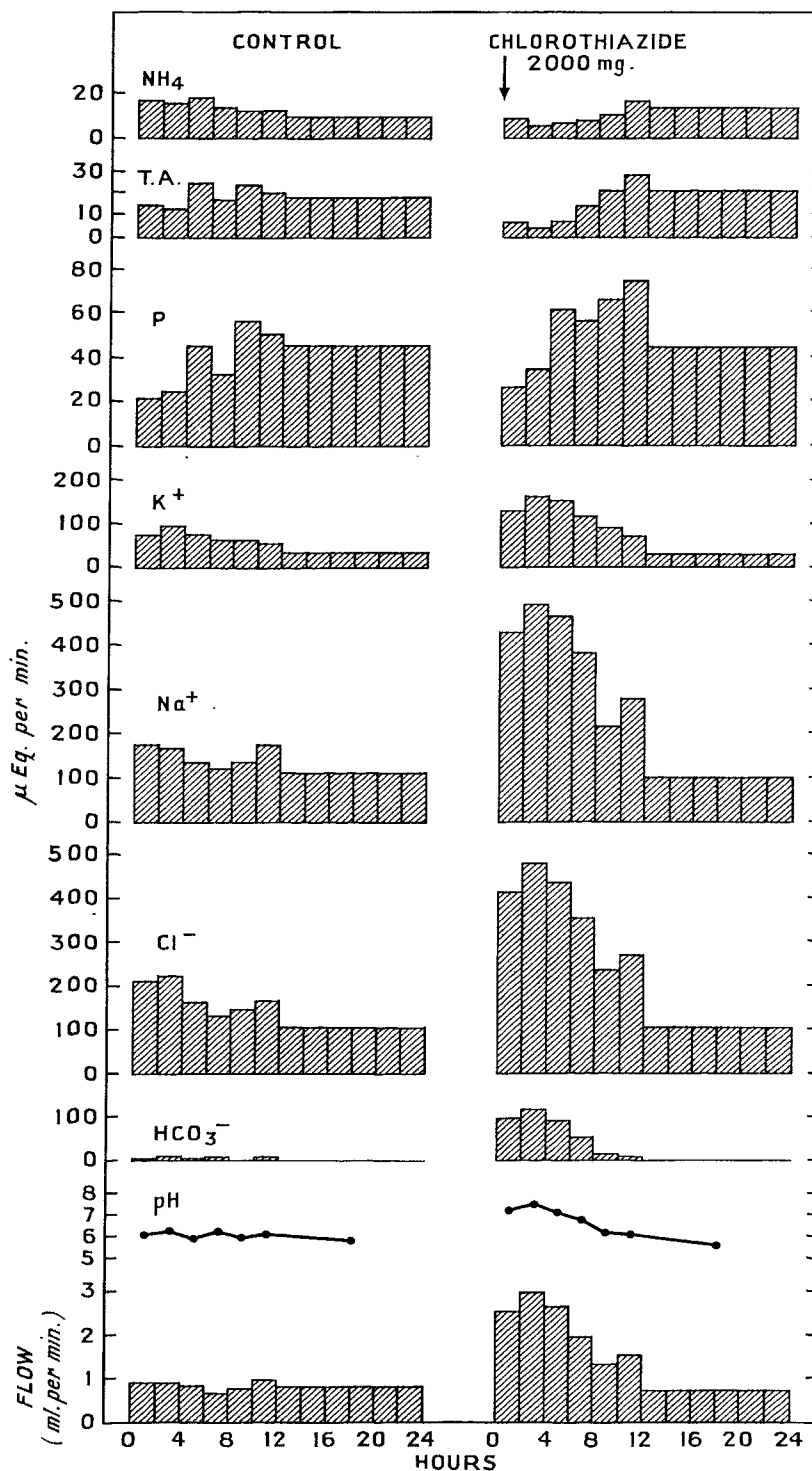 CONTROL
CHLOROTHIAZIDE
2000 mg.
NH4
20
0
T.A.
30
10
0
P
80
60
40
20
0
K+
200
100
0
Na+
500
400
300
200
100
0
μEq. per min.
Cl−
500
400
300
200
100
0
HCO3−
100
0
pH
8
7
6
5
FLOW
(ml. per min.)
3
2
1
0
0 4 8 12 16 20 24 0 4 8 12 16 20 24
HOURS